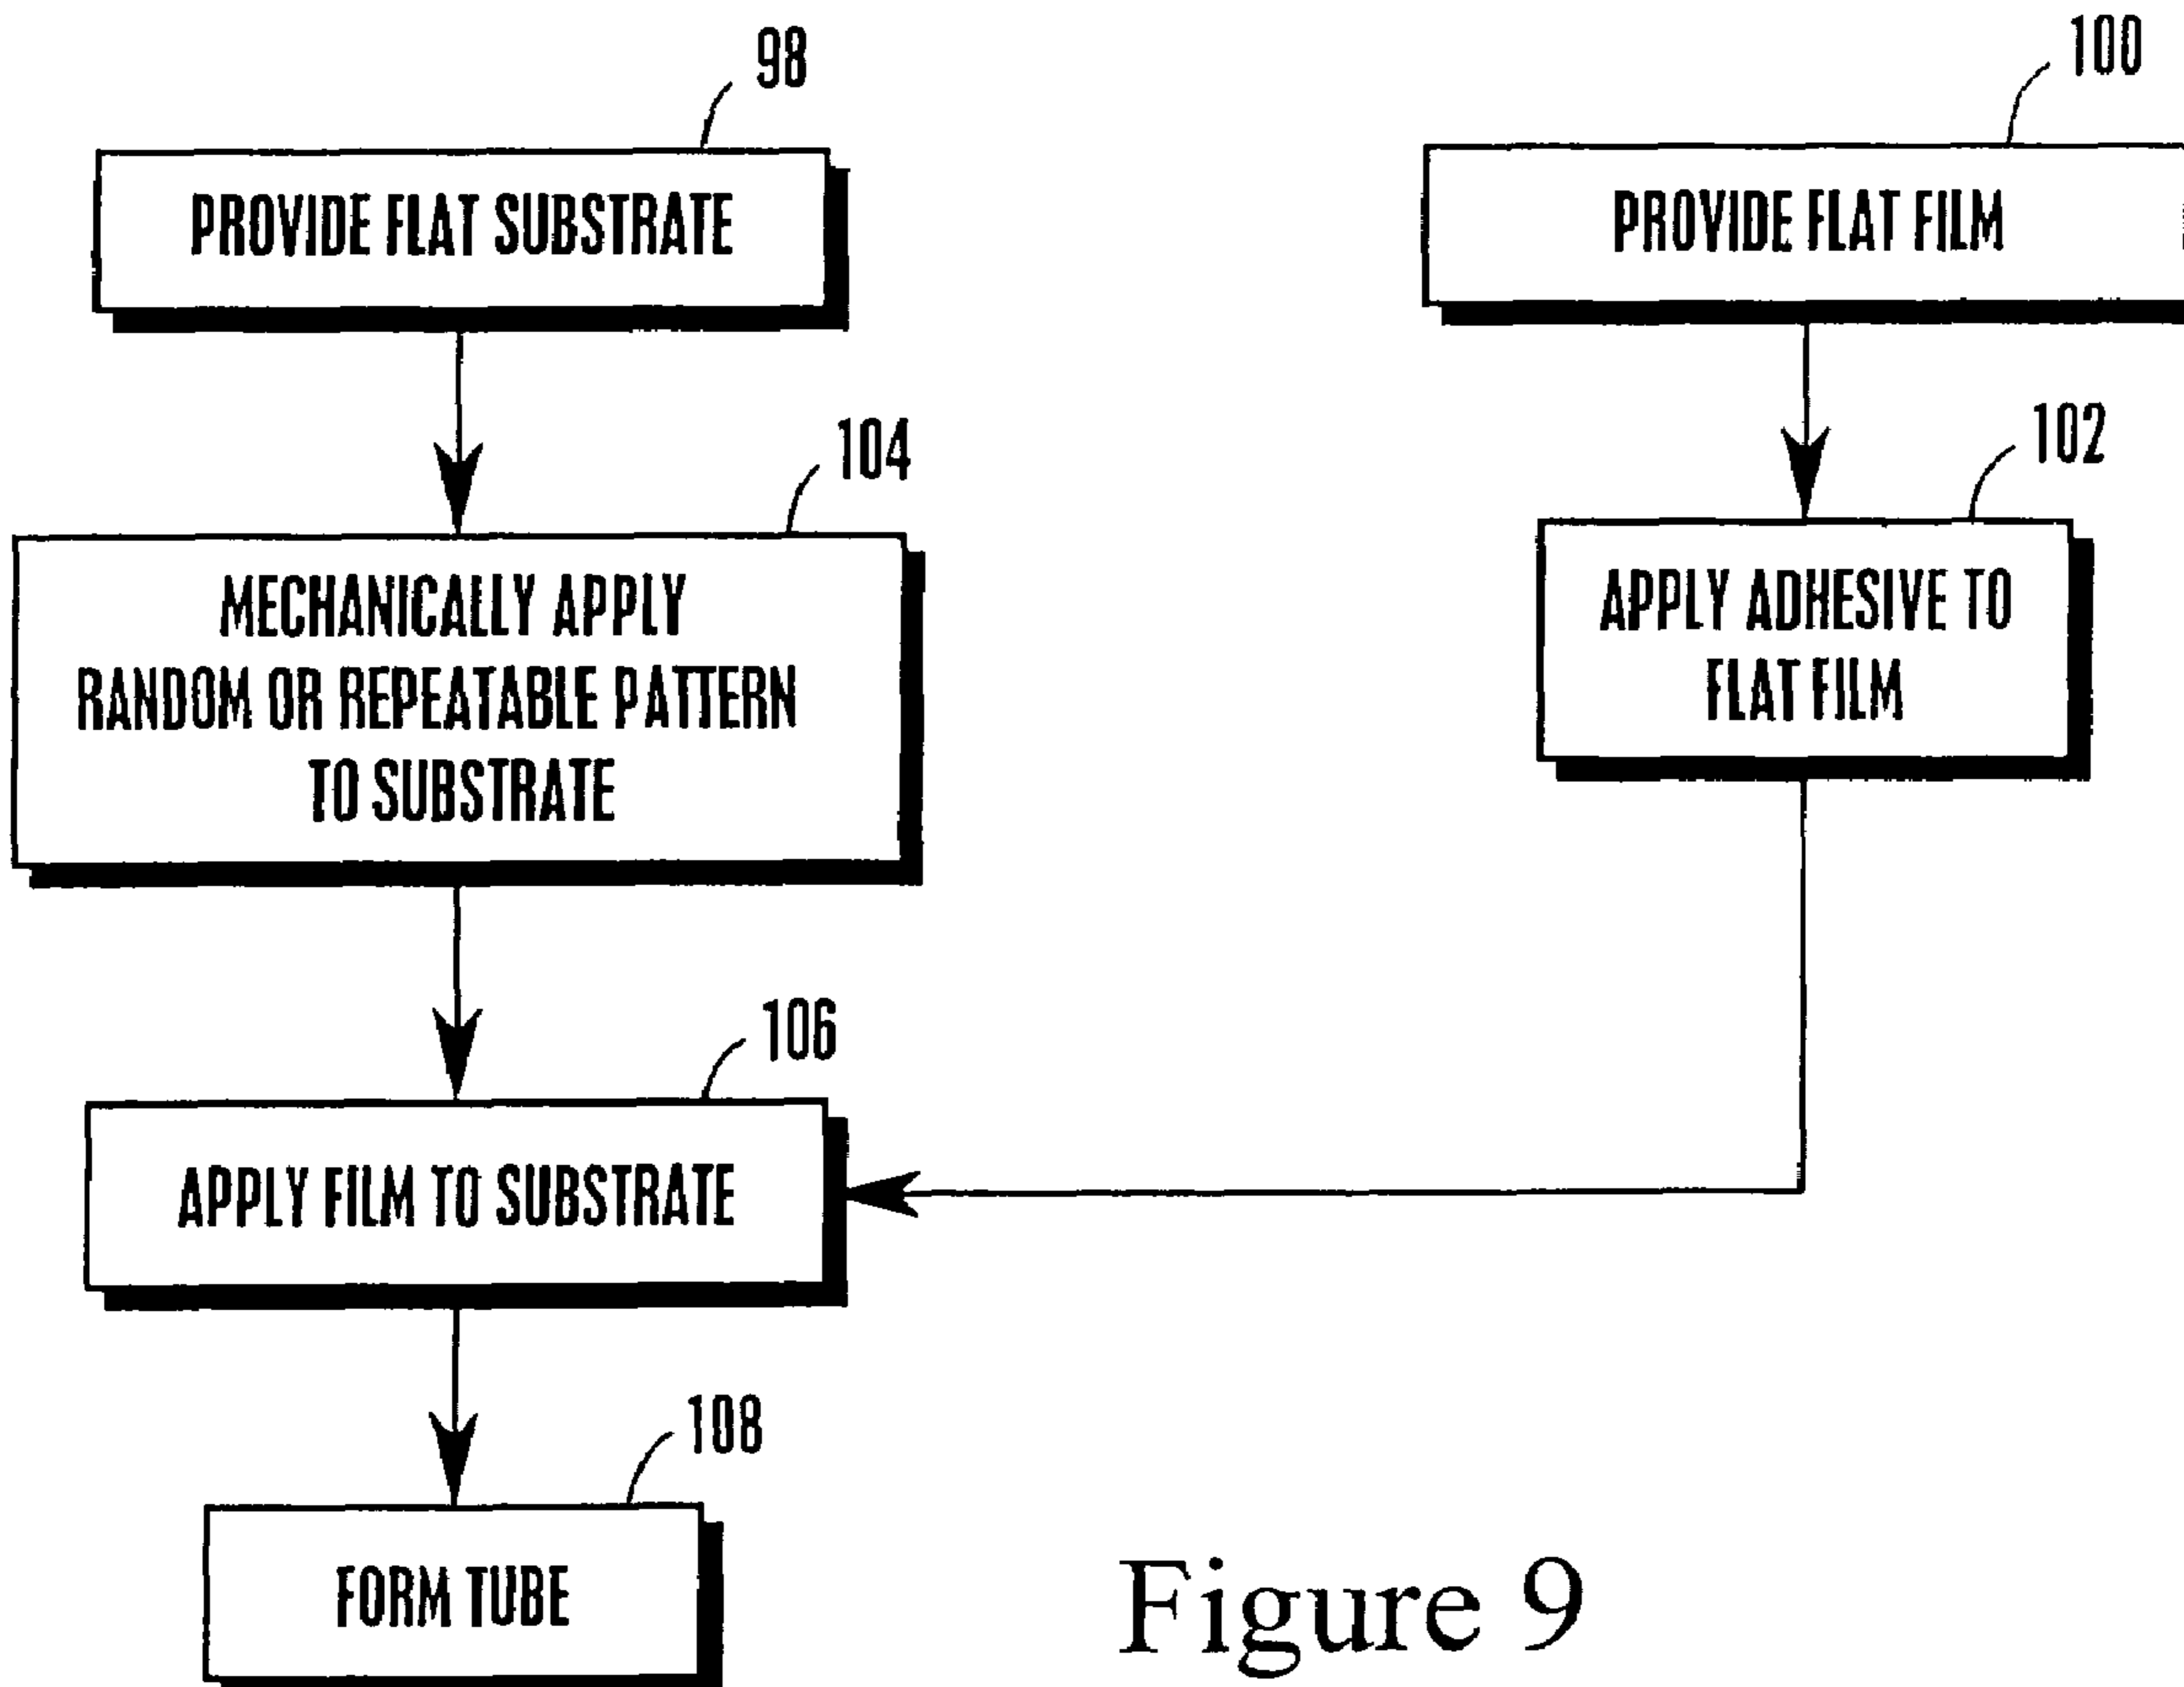 98
PROVIDE FLAT SUBSTRATE
100
PROVIDE FLAT FILM
104
MECHANICALLY APPLY
RANDOM OR REPEATABLE PATTERN
TO SUBSTRATE
102
APPLY ADHESIVE TO
FLAT FILM
106
APPLY FILM TO SUBSTRATE
108
FORM TUBE
Figure 9